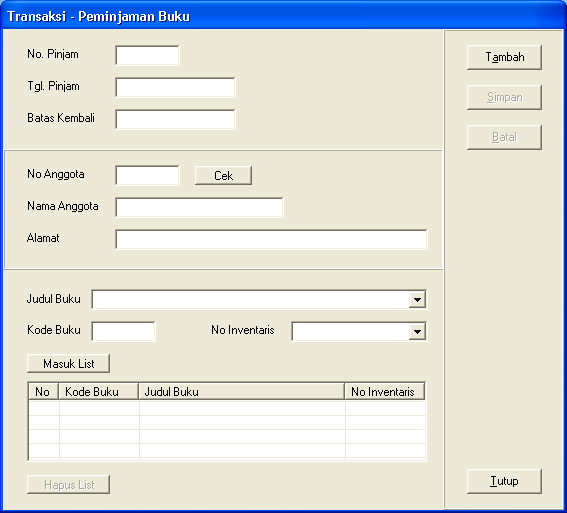 Transaksi - Peminjaman Buku
No. Pinjam
Tgl. Pinjam
Batas Kembali
Tambah
Simpan
Batal
No Anggota Cek
Nama Anggota
Alamat
Judul Buku
Kode Buku No Inventaris
Masuk List
No Kode Buku Judul Buku No Inventaris
Hapus List
Tutup